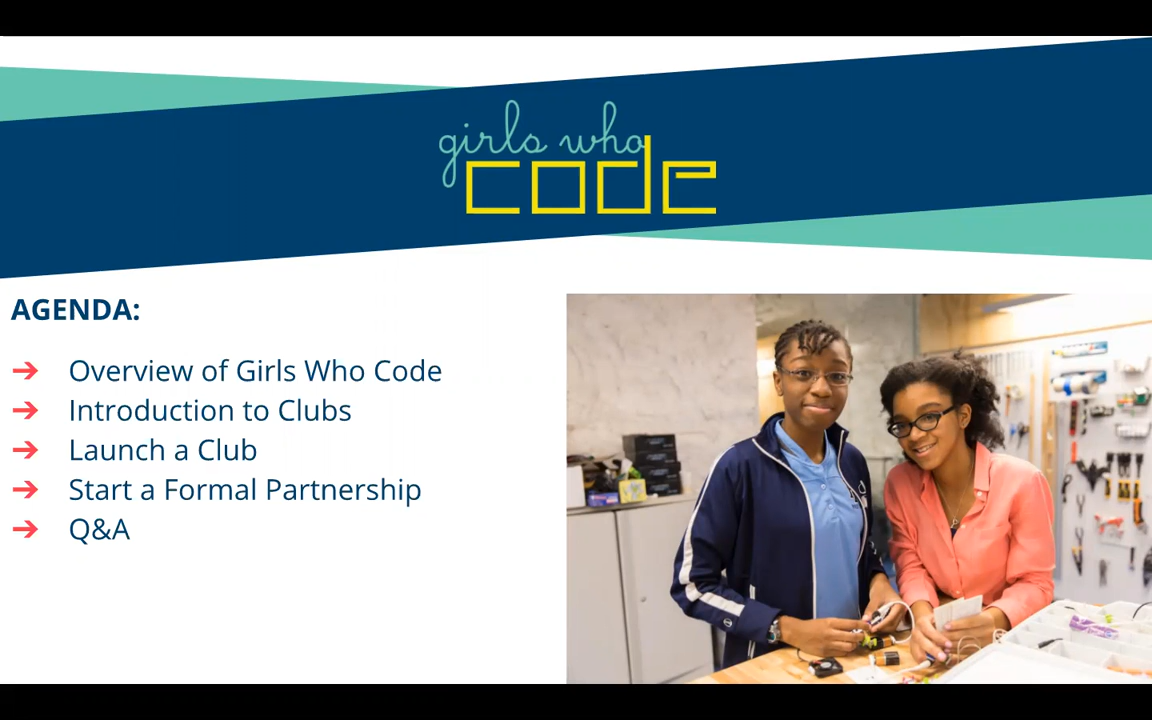 girls who
code
AGENDA:
➔ Overview of Girls Who Code
➔ Introduction to Clubs
➔ Launch a Club
➔ Start a Formal Partnership
➔ Q&A